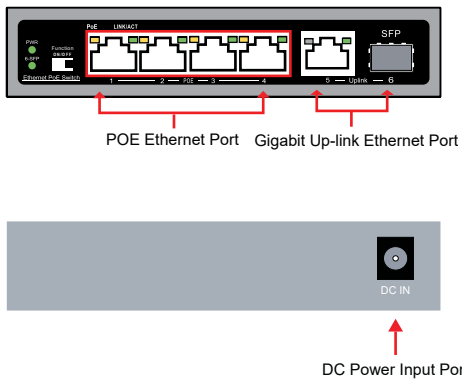 PoE LINK/ACT
SFP
PWR
6-SFP
Function
ON/OFF
Ethernet PoE Switch
1 2 POE 3 4
5 Uplink 6
POE Ethernet Port
Gigabit Up-link Ethernet Port
DC IN
DC Power Input Por